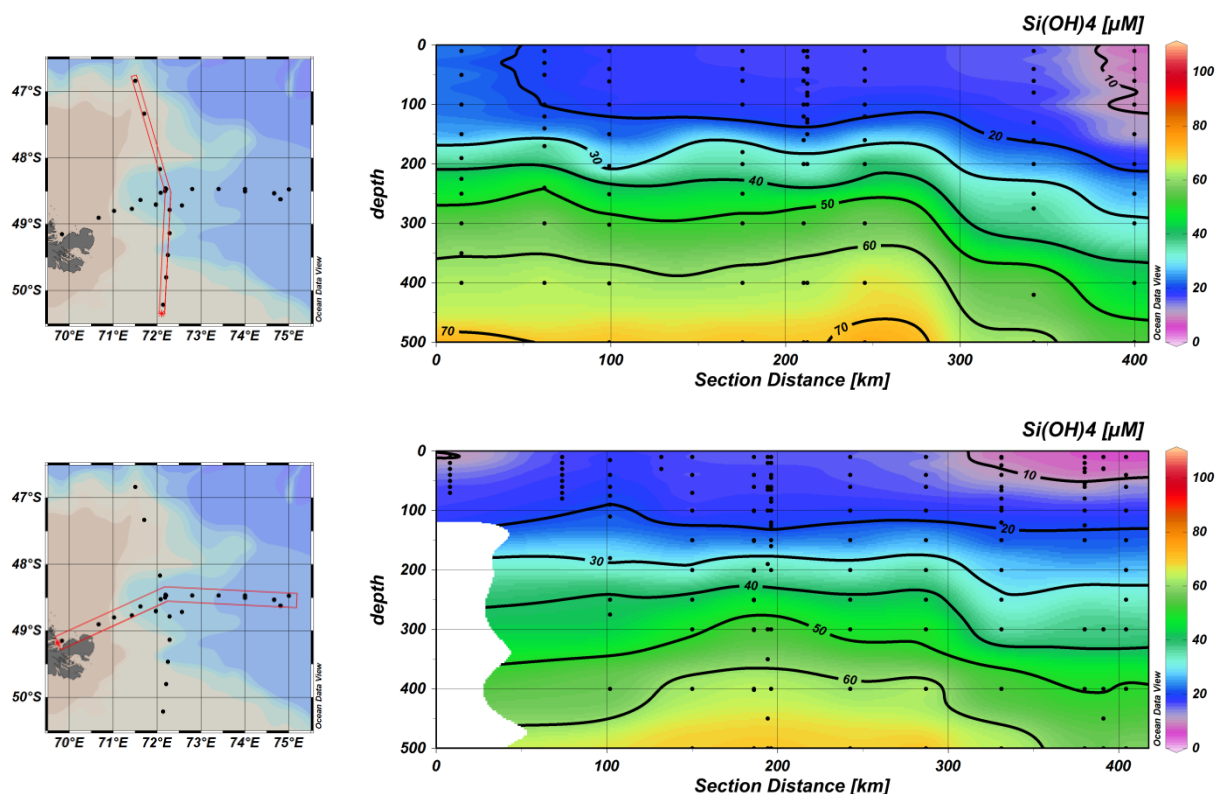 Si(OH)4 [µM]
47°S
48°S
49°S
50°S
70°E 71°E 72°E 73°E 74°E 75°E
Ocean Data View
depth
0
100
200
300
400
500
10
20
30
40
50
60
70
70
0 100 200 300 400
Section Distance [km]
Ocean Data View
100
80
60
40
20
0
Si(OH)4 [µM]
47°S
48°S
49°S
50°S
70°E 71°E 72°E 73°E 74°E 75°E
Ocean Data View
depth
0
100
200
300
400
500
10
20
30
40
50
60
0 100 200 300 400
Section Distance [km]
Ocean Data View
100
80
60
40
20
0